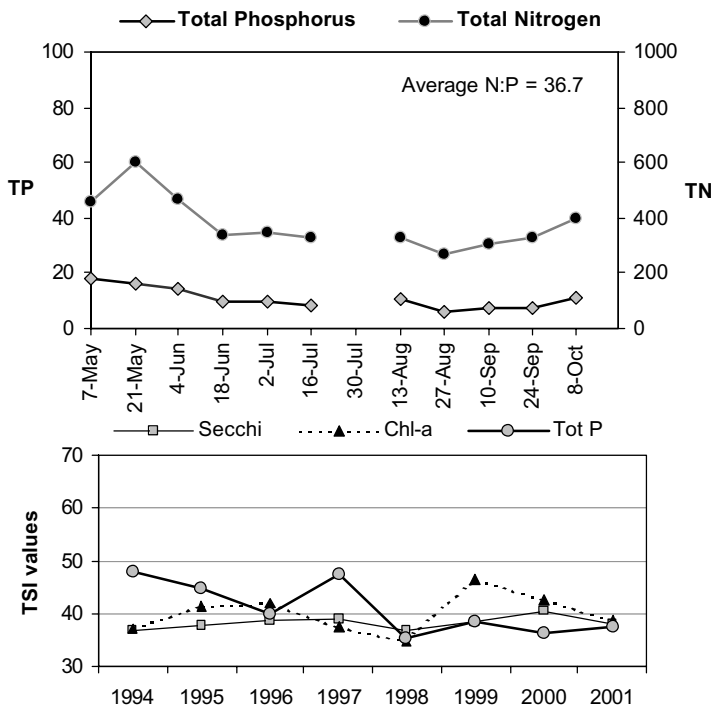 Total Phosphorus Total Nitrogen
100 1000
Average N:P = 36.7
80 800
60 600
TP TN
40 400
20 200
0 0
7-May 21-May 4-Jun 18-Jun 2-Jul 16-Jul 30-Jul 13-Aug 27-Aug 10-Sep 24-Sep 8-Oct
Secchi Chl-a Tot P
70
60
TSI values
50
40
30
1994 1995 1996 1997 1998 1999 2000 2001